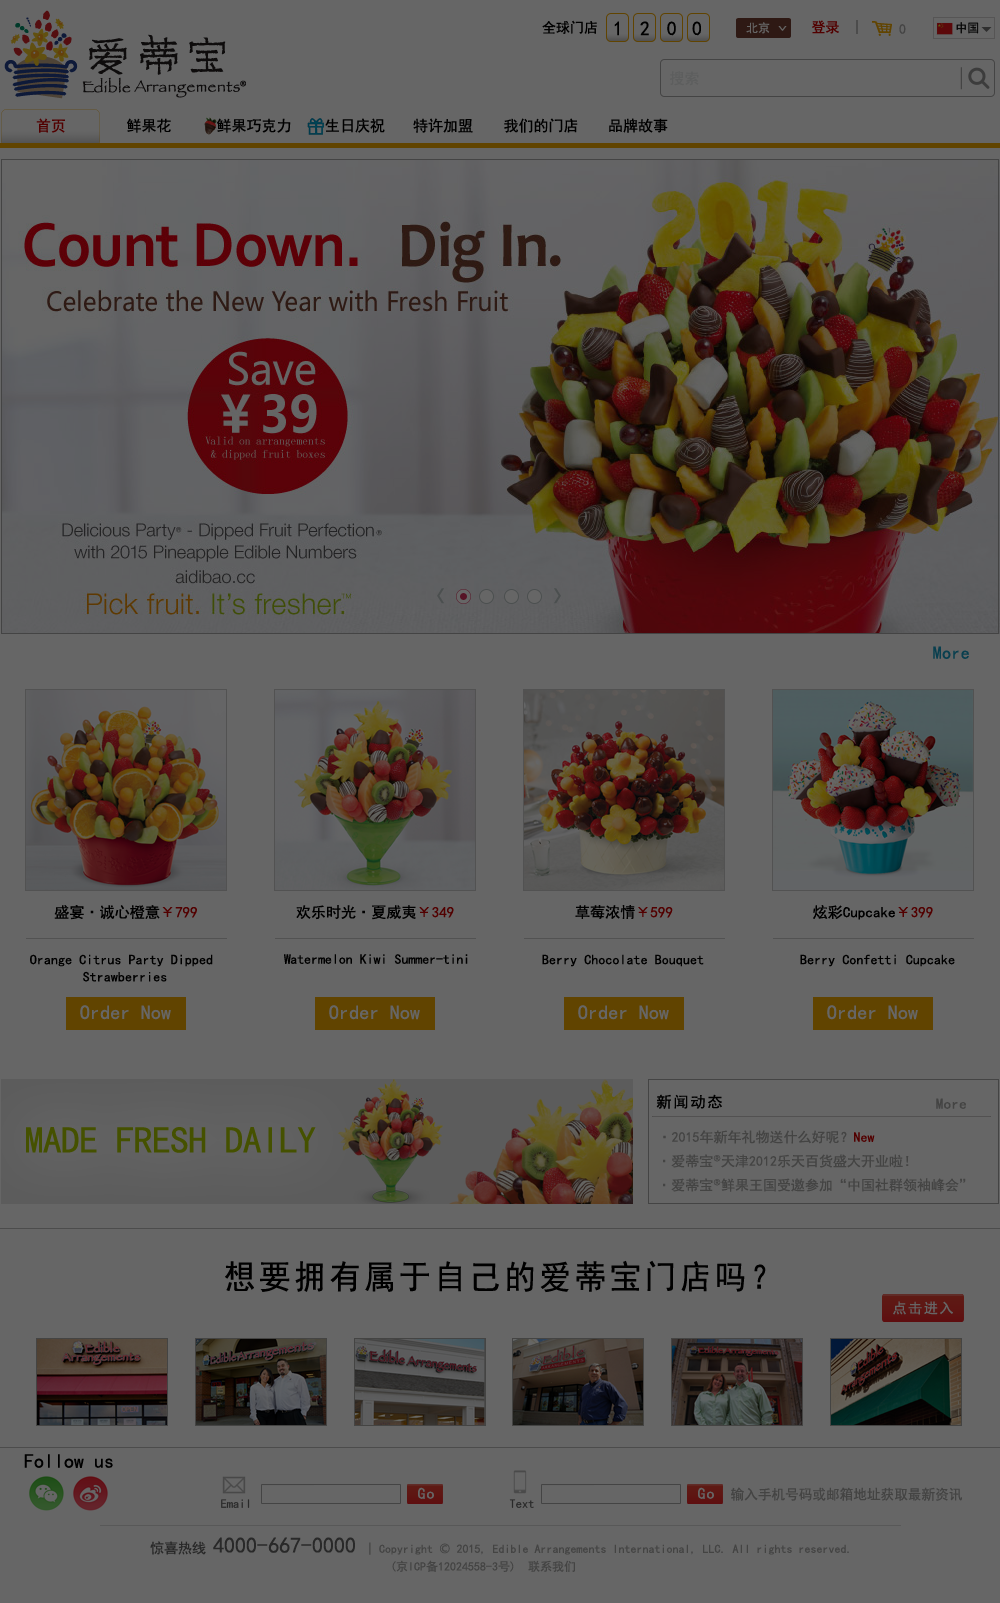 全球门店 1 2 0 0 北京 登录 | 0 中国
爱蒂宝
Edible Arrangements®
搜索
首页 鲜果花 鲜果巧克力 生日庆祝 特许加盟 我们的门店 品牌故事
2015
Count Down. Dig In.
Celebrate the New Year with Fresh Fruit
Save
¥39
Valid on arrangements
& dipped fruit boxes
Delicious Party® - Dipped Fruit Perfection®
with 2015 Pineapple Edible Numbers
aidibao.cc
Pick fruit. It's fresher.™
More
盛宴·诚心橙意¥799
Orange Citrus Party Dipped
Strawberries
Order Now
欢乐时光·夏威夷¥349
Watermelon Kiwi Summer-tini
Order Now
草莓浓情¥599
Berry Chocolate Bouquet
Order Now
炫彩Cupcake¥399
Berry Confetti Cupcake
Order Now
MADE FRESH DAILY
新闻动态 More
·2015年新年礼物送什么好呢?New
·爱蒂宝®天津2012乐天百货盛大开业啦!
·爱蒂宝®鲜果王国受邀参加“中国社群领袖峰会”
想要拥有属于自己的爱蒂宝门店吗?
点击进入
Edible
Arrangements
Edible Arrangements
Edible Arrangements
Edible Arrangements
Edible
Arrangements
Follow us
Email Go
Text Go 输入手机号码或邮箱地址获取最新资讯
惊喜热线 4000-667-0000 | Copyright © 2015, Edible Arrangements International, LLC. All rights reserved.
(京ICP备12024558-3号) 联系我们